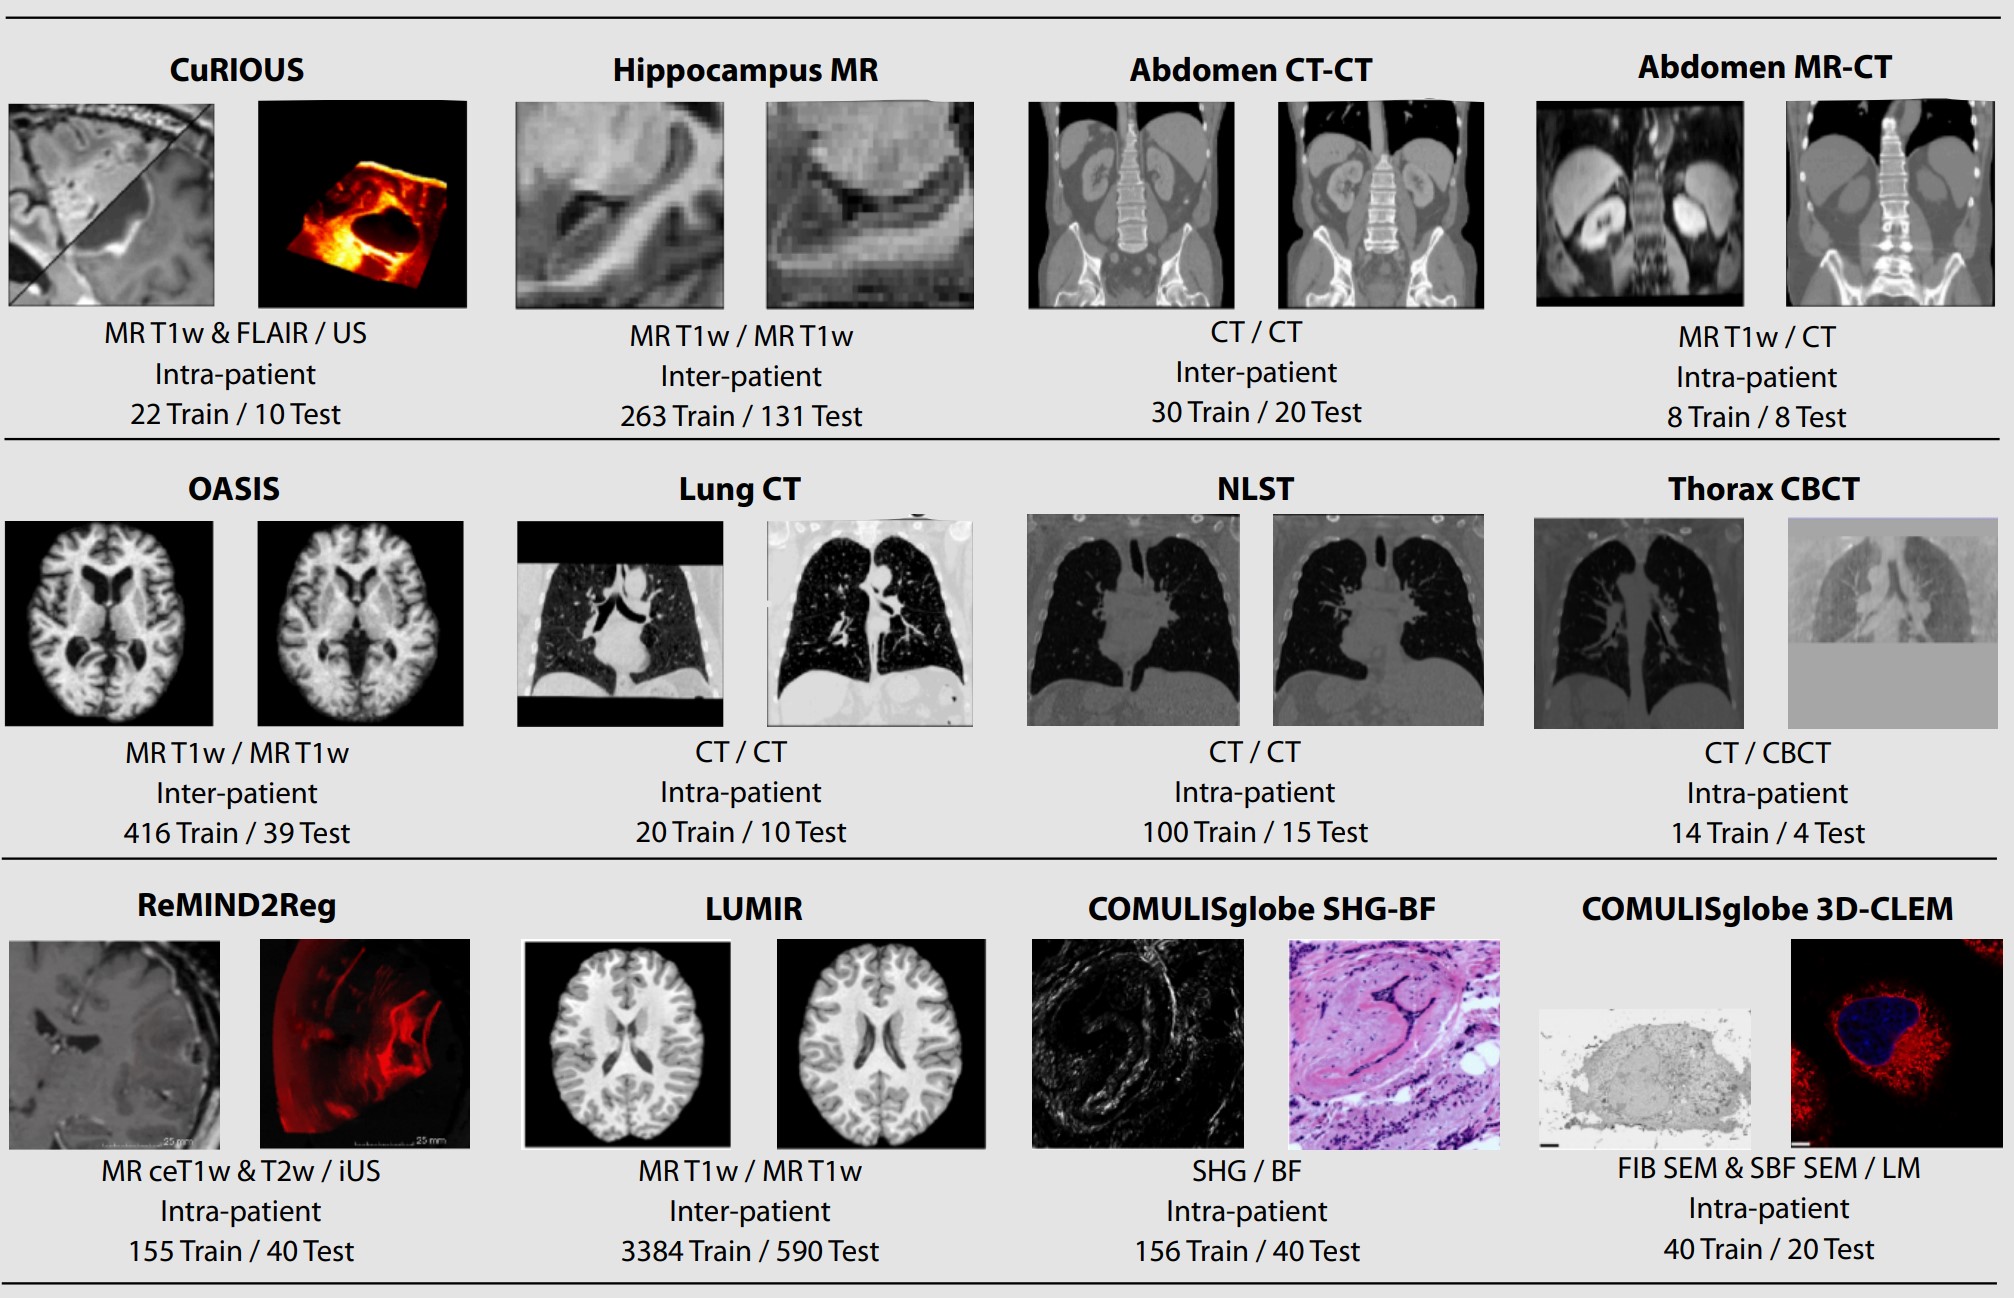 CuRIOUS
MR T1w & FLAIR / US
Intra-patient
22 Train / 10 Test
Hippocampus MR
MR T1w / MR T1w
Inter-patient
263 Train / 131 Test
Abdomen CT-CT
CT / CT
Inter-patient
30 Train / 20 Test
Abdomen MR-CT
MR T1w / CT
Intra-patient
8 Train / 8 Test
OASIS
MR T1w / MR T1w
Inter-patient
416 Train / 39 Test
Lung CT
CT / CT
Intra-patient
20 Train / 10 Test
NLST
CT / CT
Intra-patient
100 Train / 15 Test
Thorax CBCT
CT / CBCT
Intra-patient
14 Train / 4 Test
ReMIND2Reg
25 mm
25 mm
MR ceT1w & T2w / iUS
Intra-patient
155 Train / 40 Test
LUMIR
MR T1w / MR T1w
Inter-patient
3384 Train / 590 Test
COMULISglobe SHG-BF
SHG / BF
Intra-patient
156 Train / 40 Test
COMULISglobe 3D-CLEM
FIB SEM & SBF SEM / LM
Intra-patient
40 Train / 20 Test